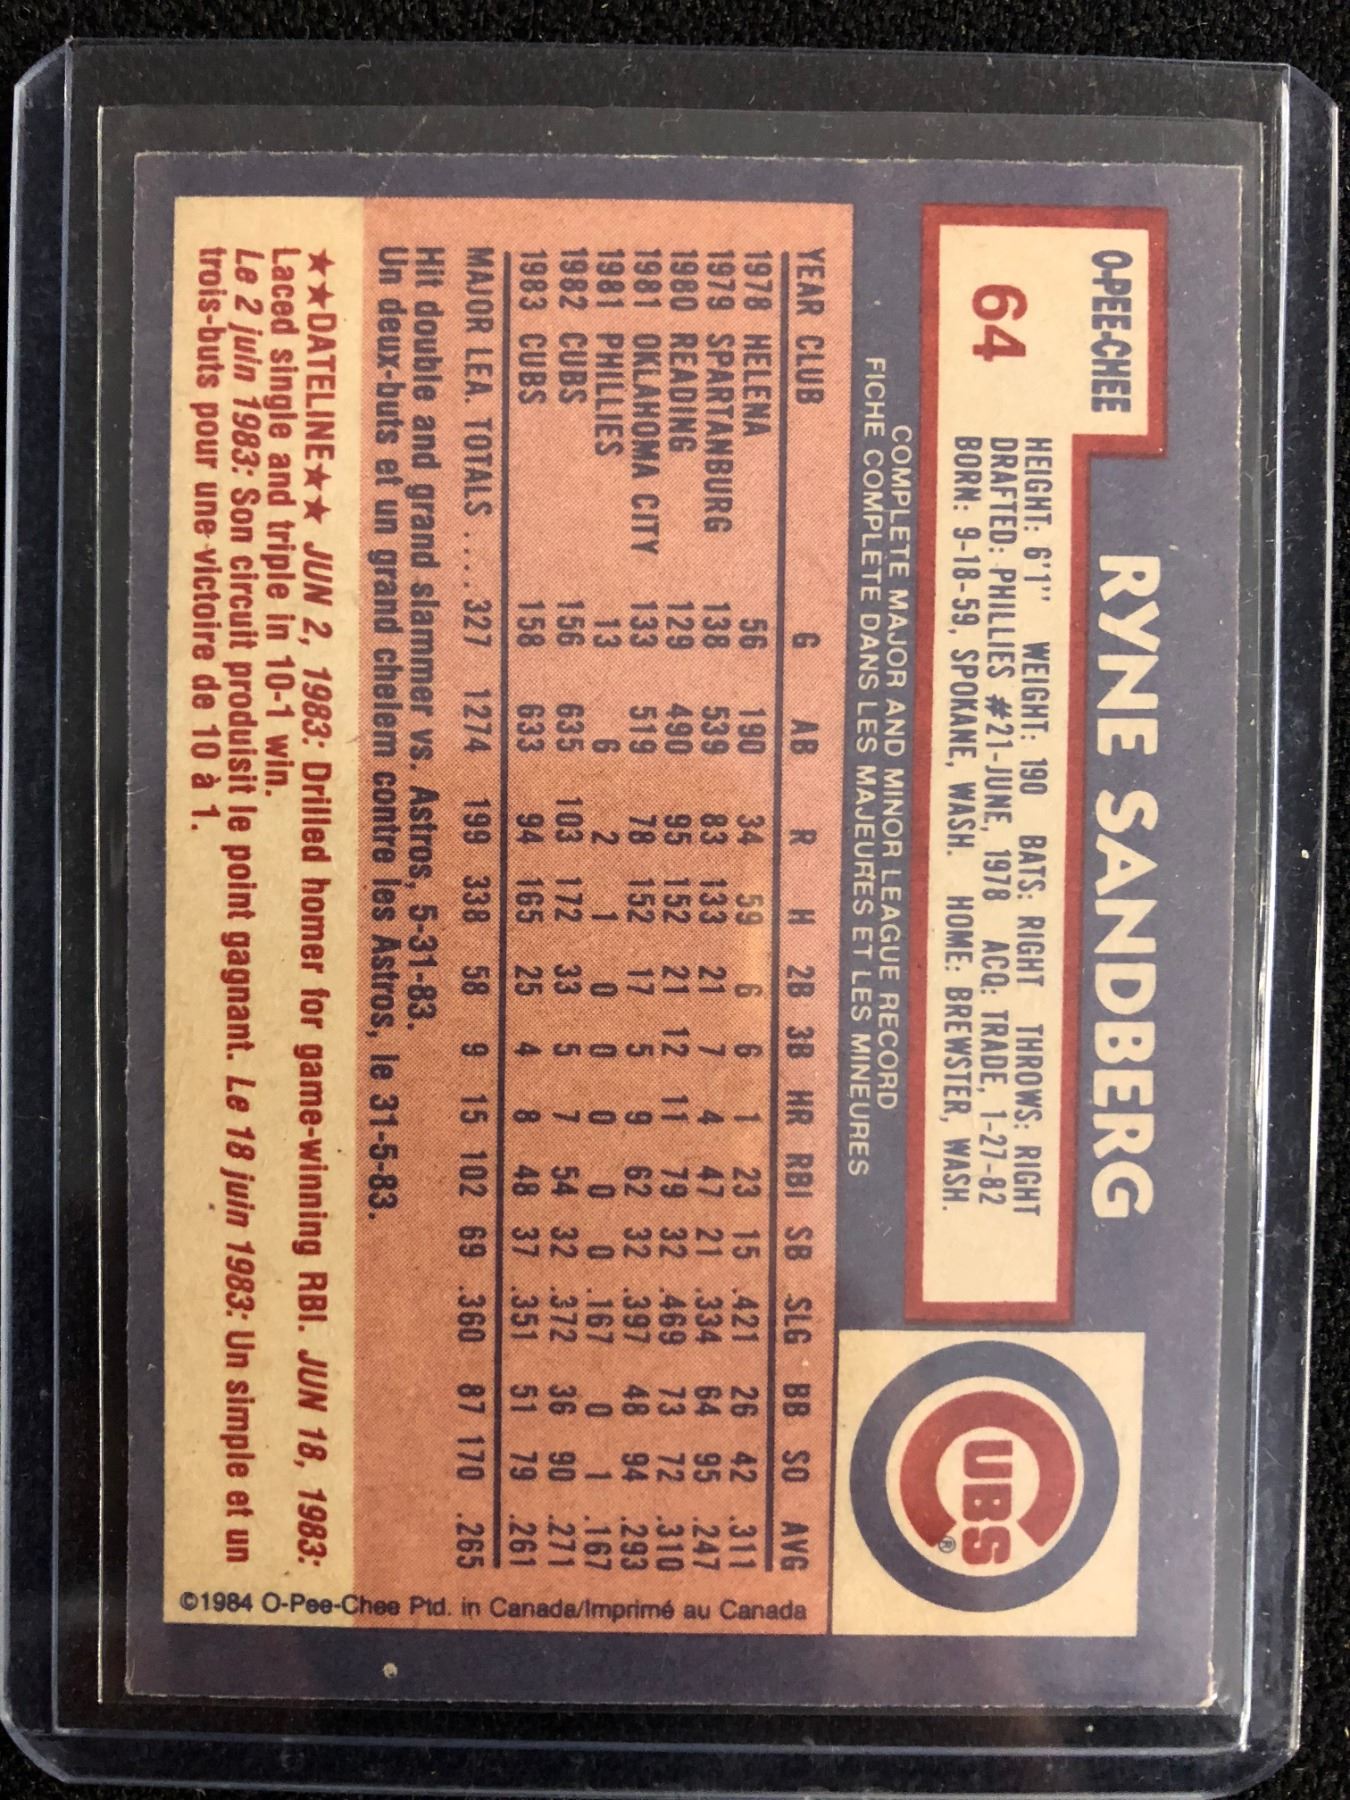 O-PEE-CHEE
RYNE SANDBERG
64
HEIGHT: 6'1" WEIGHT: 190 BATS: RIGHT THROWS: RIGHT
DRAFTED: PHILLIES #21-JUNE, 1978 ACQ: TRADE, 1-27-82
BORN: 9-18-59, SPOKANE, WASH. HOME: BREWSTER, WASH.
CUBS®
COMPLETE MAJOR AND MINOR LEAGUE RECORD
FICHE COMPLETE DANS LES MAJEURES ET LES MINEURES
YEAR CLUB G AB R H 2B 3B HR RBI SB SLG BB SO AVG
1978 HELENA 56 190 34 59 6 6 1 23 15 .421 26 42 .311
1979 SPARTANBURG 138 539 83 133 21 7 4 47 21 .334 64 95 .247
1980 READING 129 490 95 152 21 12 11 79 32 .469 73 72 .310
1981 OKLAHOMA CITY 133 519 78 152 17 5 9 62 32 .397 48 94 .293
1981 PHILLIES 13 6 2 1 0 0 0 0 0 .167 0 1 .167
1982 CUBS 156 635 103 172 33 5 7 54 32 .372 36 90 .271
1983 CUBS 158 633 94 165 25 4 8 48 37 .351 51 79 .261
MAJOR LEA. TOTALS ....327 1274 199 338 58 9 15 102 69 .360 87 170 .265
Hit double and grand slammer vs. Astros, 5-31-83.
Un deux-buts et un grand chelem contre les Astros, le 31-5-83.
★★DATELINE★★ JUN 2, 1983: Drilled homer for game-winning RBI. JUN 18, 1983:
Laced single and triple in 10-1 win.
Le 2 juin 1983: Son circuit produisit le point gagnant. Le 18 juin 1983: Un simple et un
trois-buts pour une victoire de 10 à 1.
©1984 O-Pee-Chee Ptd. in Canada/Imprimé au Canada